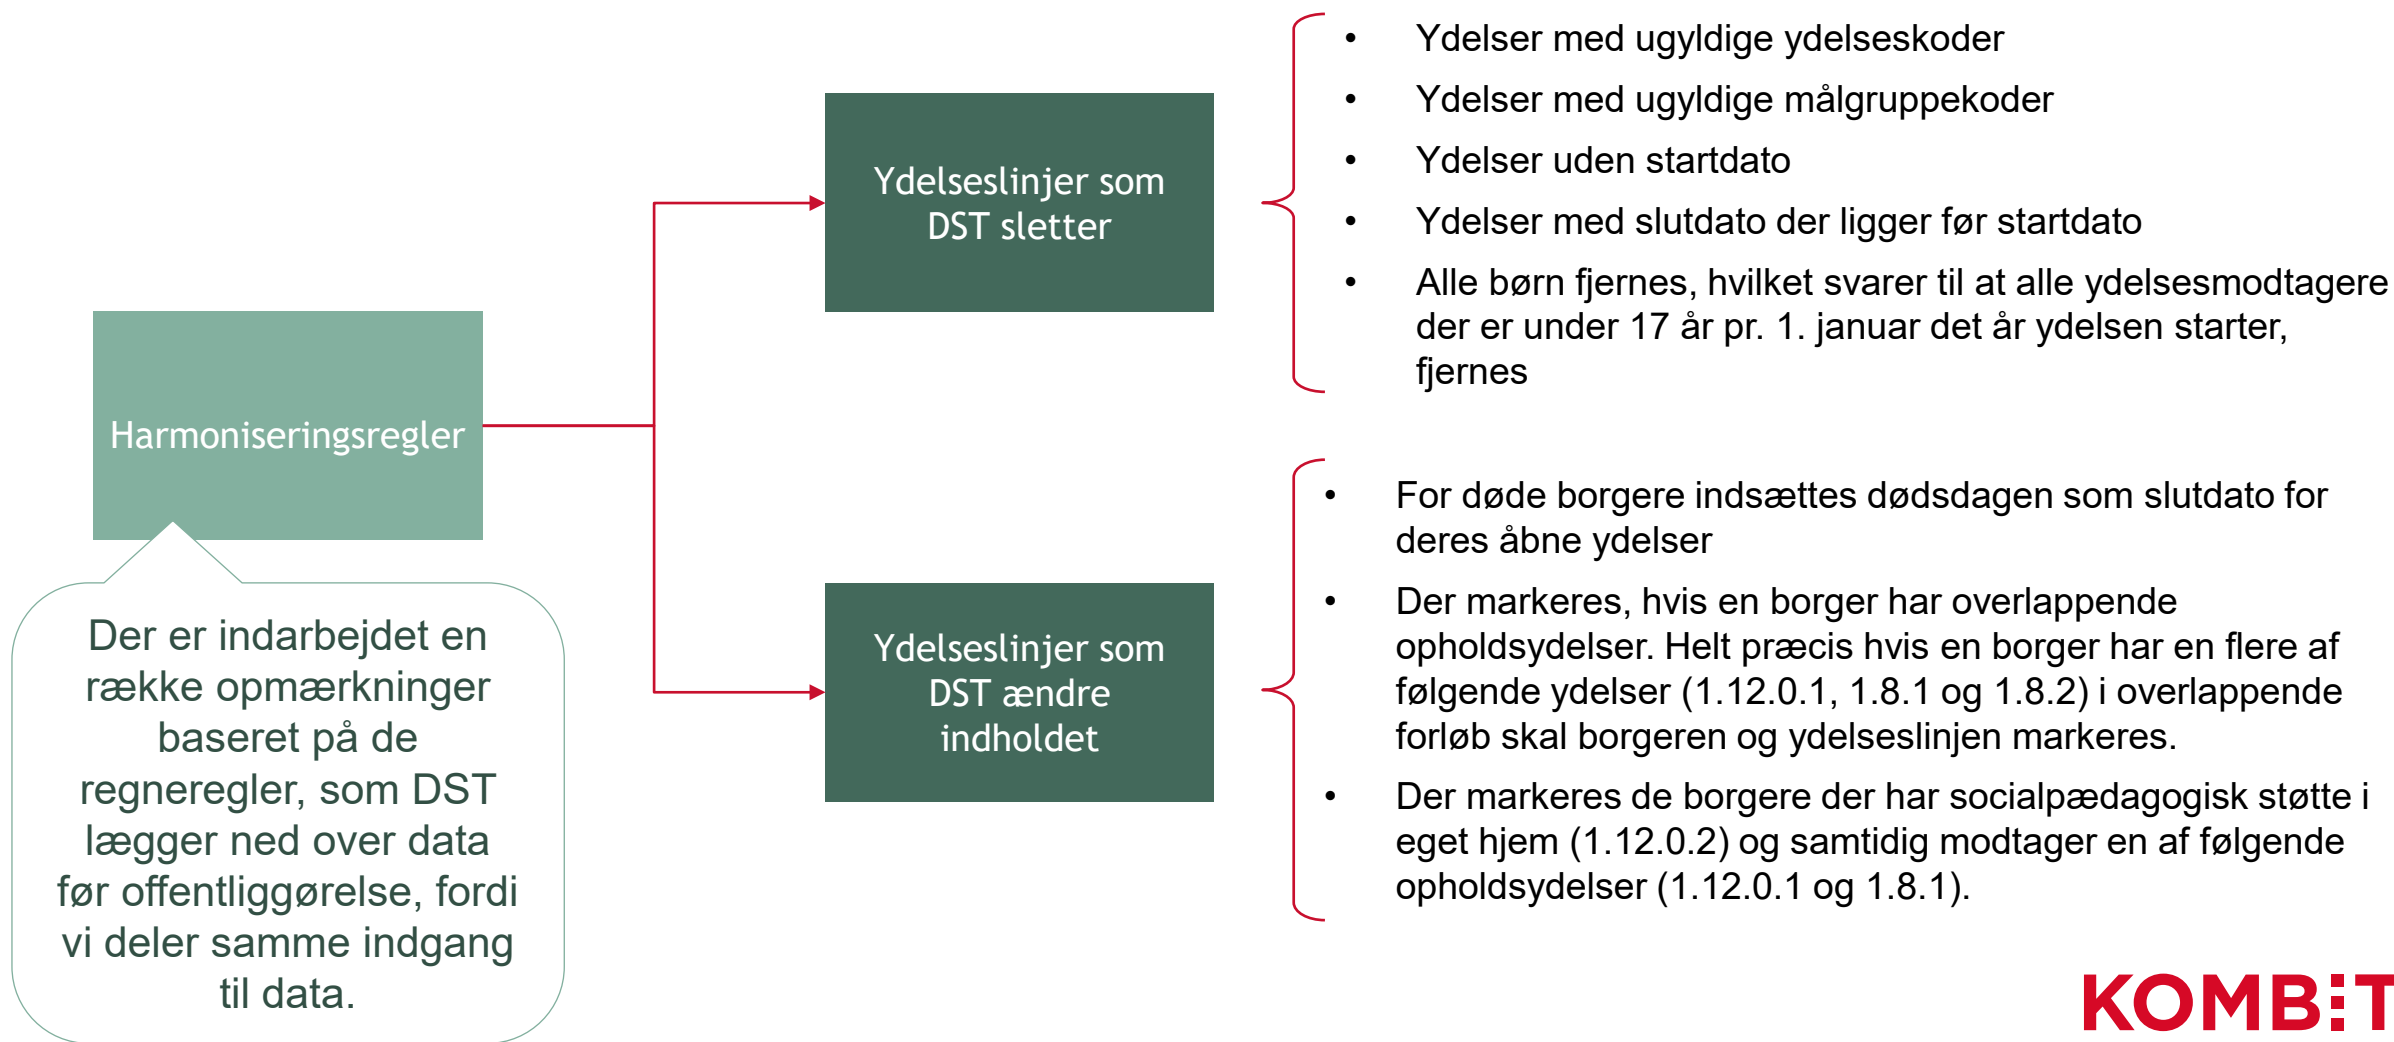 Harmoniseringsregler
Der er indarbejdet en
række opmærkninger
baseret på de
regneregler, som DST
lægger ned over data
før offentliggørelse, fordi
vi deler samme indgang
til data.
Ydelseslinjer som
DST sletter
• Ydelser med ugyldige ydelseskoder
• Ydelser med ugyldige målgruppekoder
• Ydelser uden startdato
• Ydelser med slutdato der ligger før startdato
• Alle børn fjernes, hvilket svarer til at alle ydelsesmodtagere
der er under 17 år pr. 1. januar det år ydelsen starter,
fjernes
Ydelseslinjer som
DST ændre
indholdet
• For døde borgere indsættes dødsdagen som slutdato for
deres åbne ydelser
• Der markeres, hvis en borger har overlappende
opholdsydelser. Helt præcis hvis en borger har en flere af
følgende ydelser (1.12.0.1, 1.8.1 og 1.8.2) i overlappende
forløb skal borgeren og ydelseslinjen markeres.
• Der markeres de borgere der har socialpædagogisk støtte i
eget hjem (1.12.0.2) og samtidig modtager en af følgende
opholdsydelser (1.12.0.1 og 1.8.1).
KOMBIT